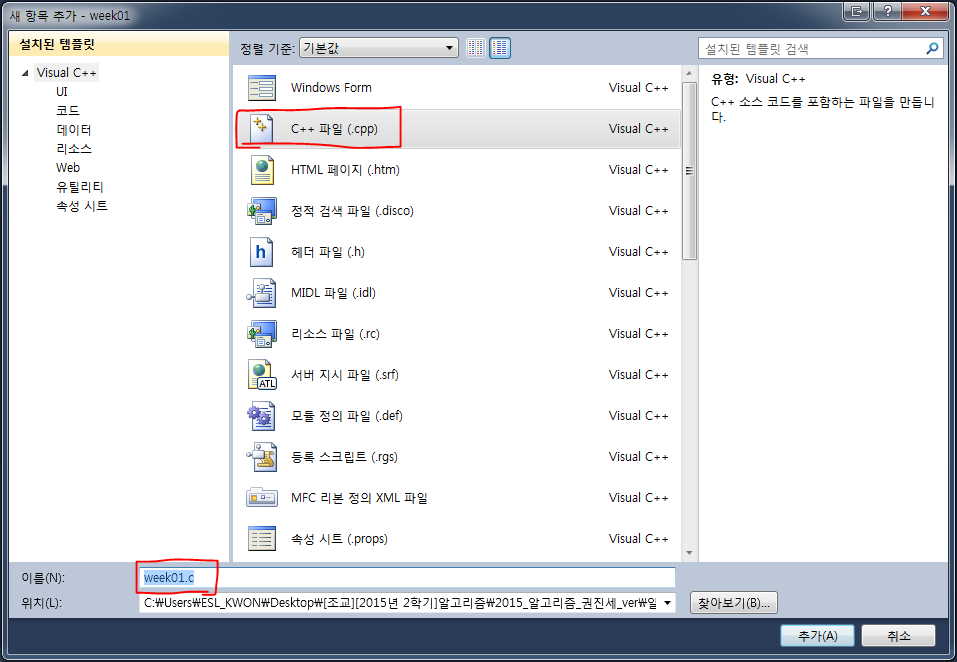 새 항목 추가 - week01
설치된 템플릿
Visual C++
UI
코드
데이터
리소스
Web
유틸리티
속성 시트
정렬 기준: 기본값
Windows Form Visual C++
C++ 파일 (.cpp) Visual C++
HTML 페이지 (.htm) Visual C++
정적 검색 파일 (.disco) Visual C++
헤더 파일 (.h) Visual C++
MIDL 파일 (.idl) Visual C++
리소스 파일 (.rc) Visual C++
ATL
서버 지시 파일 (.srf) Visual C++
모듈 정의 파일 (.def) Visual C++
등록 스크립트 (.rgs) Visual C++
MFC 리본 정의 XML 파일 Visual C++
속성 시트 (.props) Visual C++
설치된 템플릿 검색
유형: Visual C++
C++ 소스 코드를 포함하는 파일을 만듭니
다.
이름(N): week01.c
위치(L): C:₩Users₩ESL_KWON₩Desktop₩[조교][2015년 2학기]알고리즘₩2015_알고리즘_권진세_ver₩알 찾아보기(B)...
추가(A) 취소